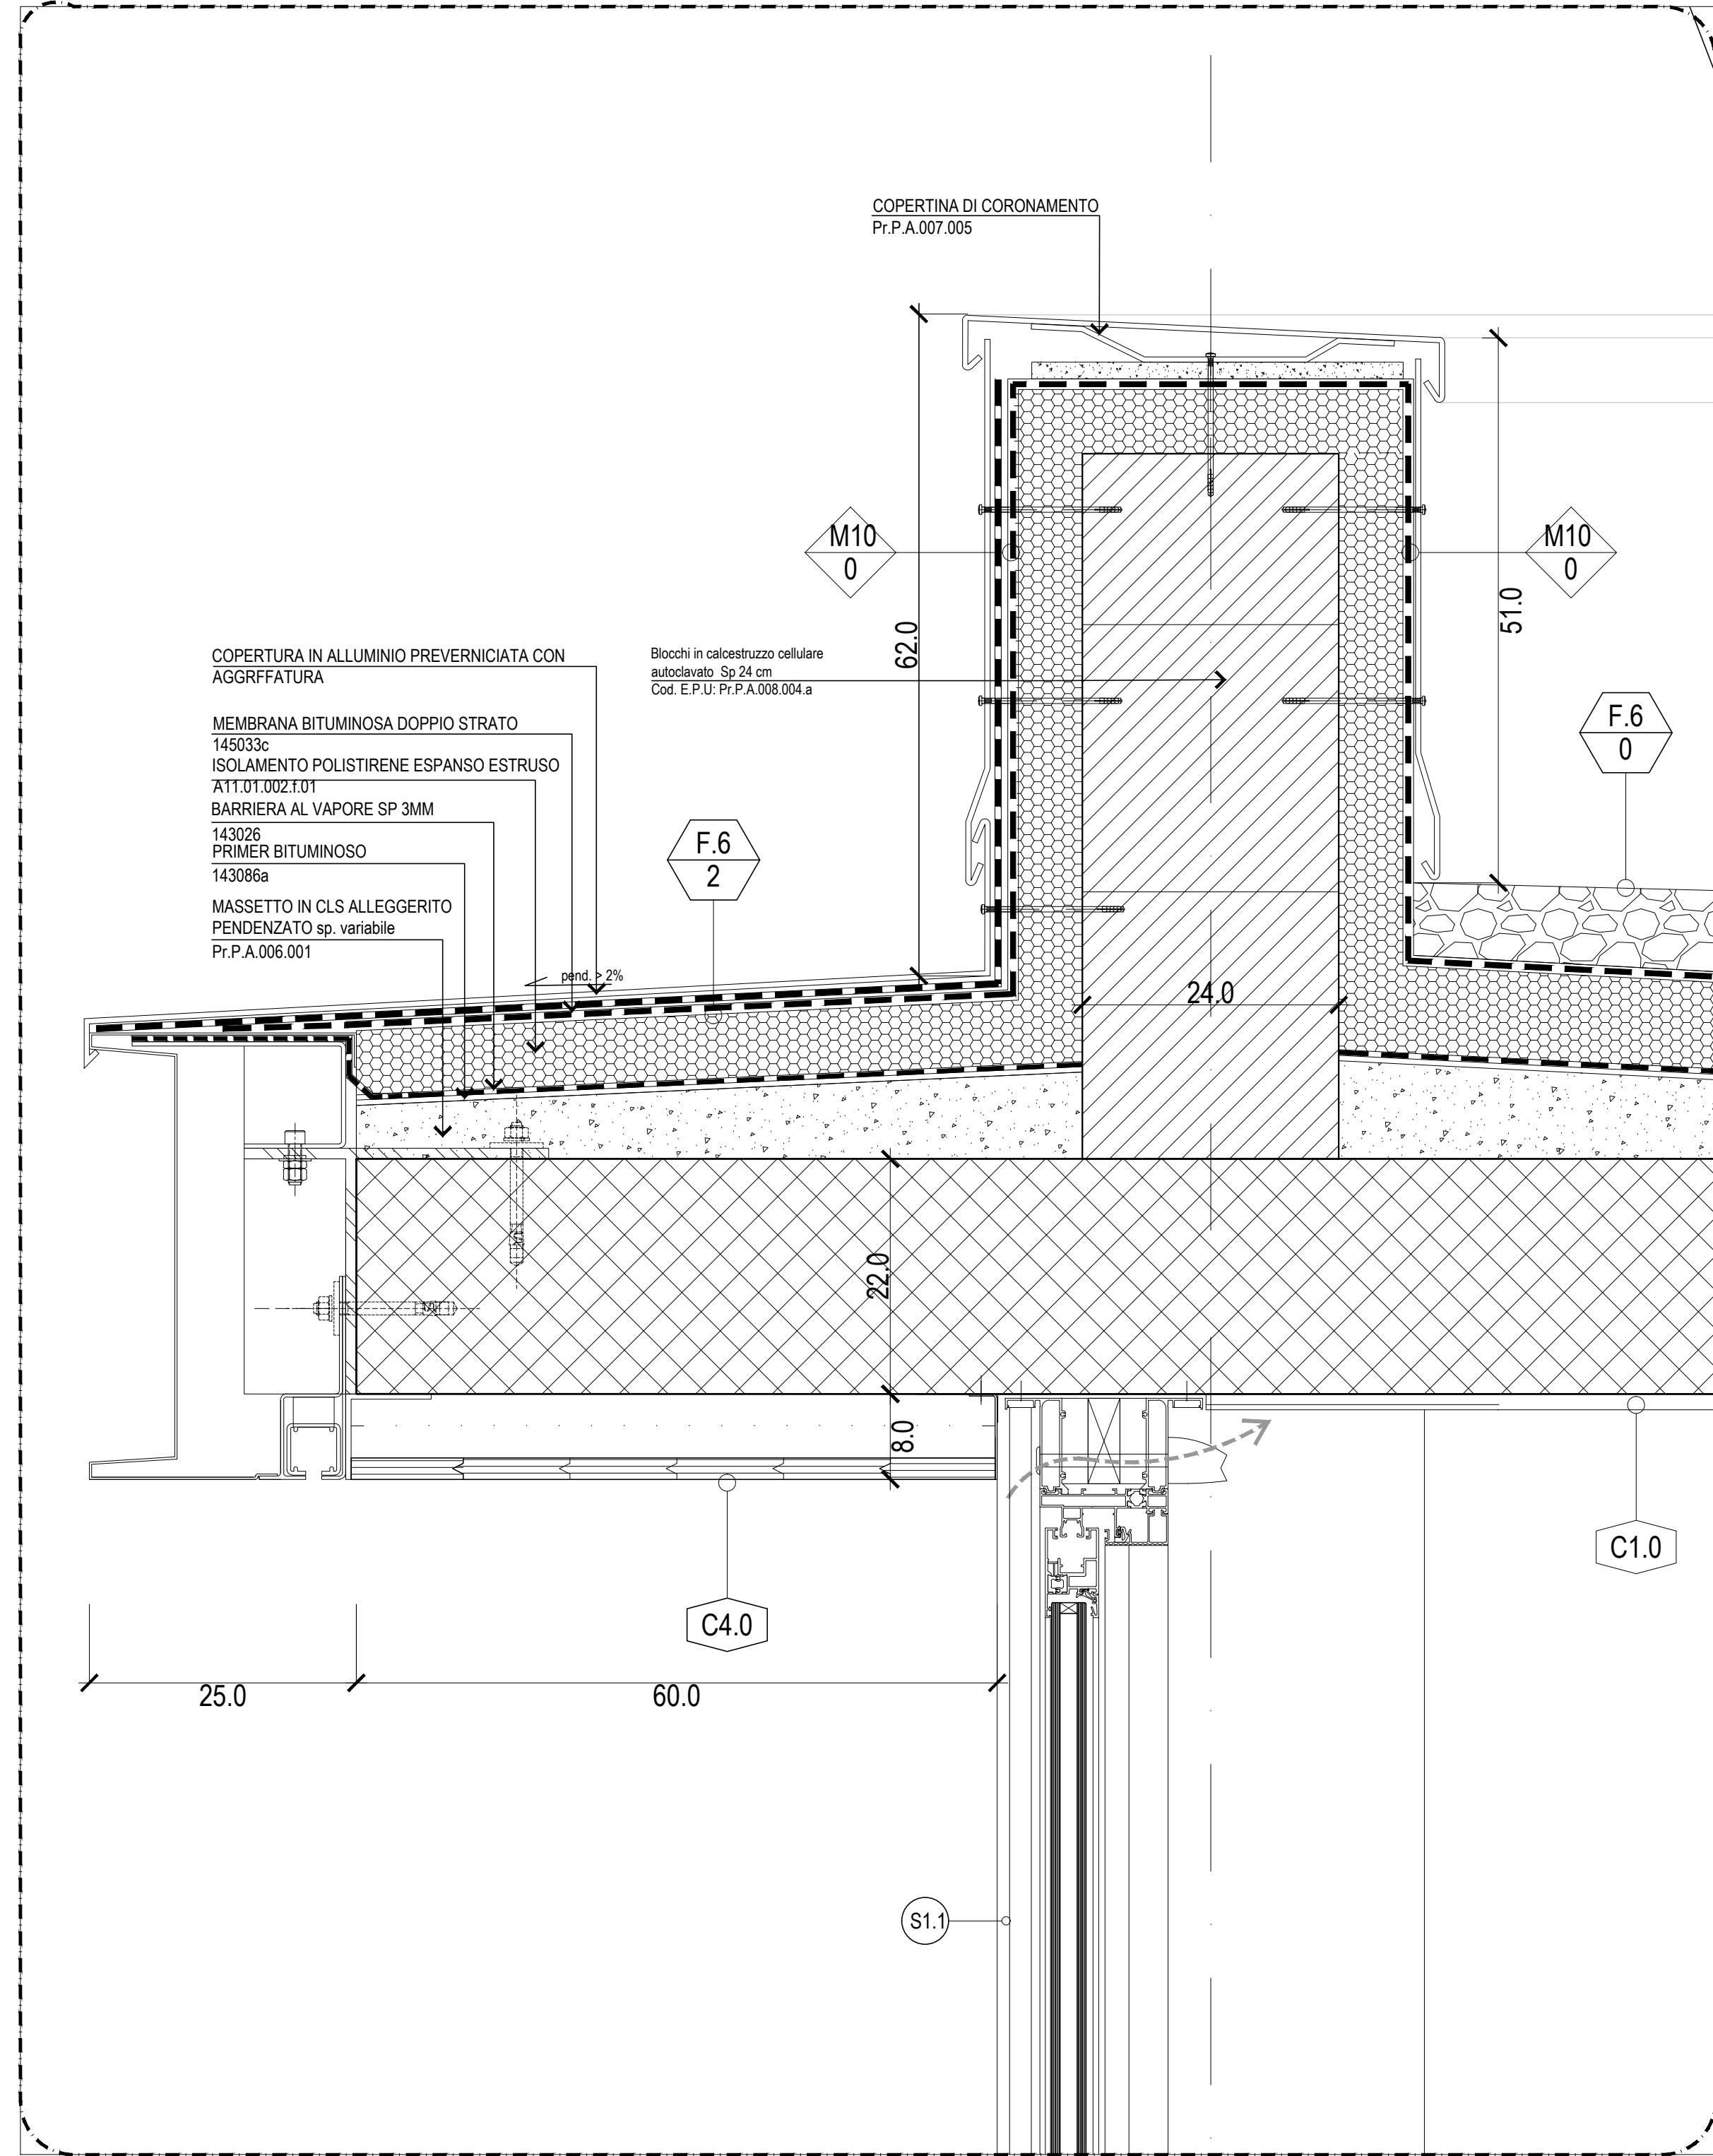 COPERTINA DI CORONAMENTO
Pr.P.A.007.005
62.0
51.0
M10
0
M10
0
COPERTURA IN ALLUMINIO PREVERNICIATA CON
AGGRFFATURA
Blocchi in calcestruzzo cellulare
autoclavato Sp 24 cm
Cod. E.P.U: Pr.P.A.008.004.a
MEMBRANA BITUMINOSA DOPPIO STRATO
145033c
ISOLAMENTO POLISTIRENE ESPANSO ESTRUSO
A11.01.002.f.01
BARRIERA AL VAPORE SP 3MM
143026
PRIMER BITUMINOSO
143086a
MASSETTO IN CLS ALLEGGERITO
PENDENZATO sp. variabile
Pr.P.A.006.001
F.6
2
F.6
0
pend. > 2%
24.0
22.0
8.0
C4.0
C1.0
25.0
60.0
S1.1